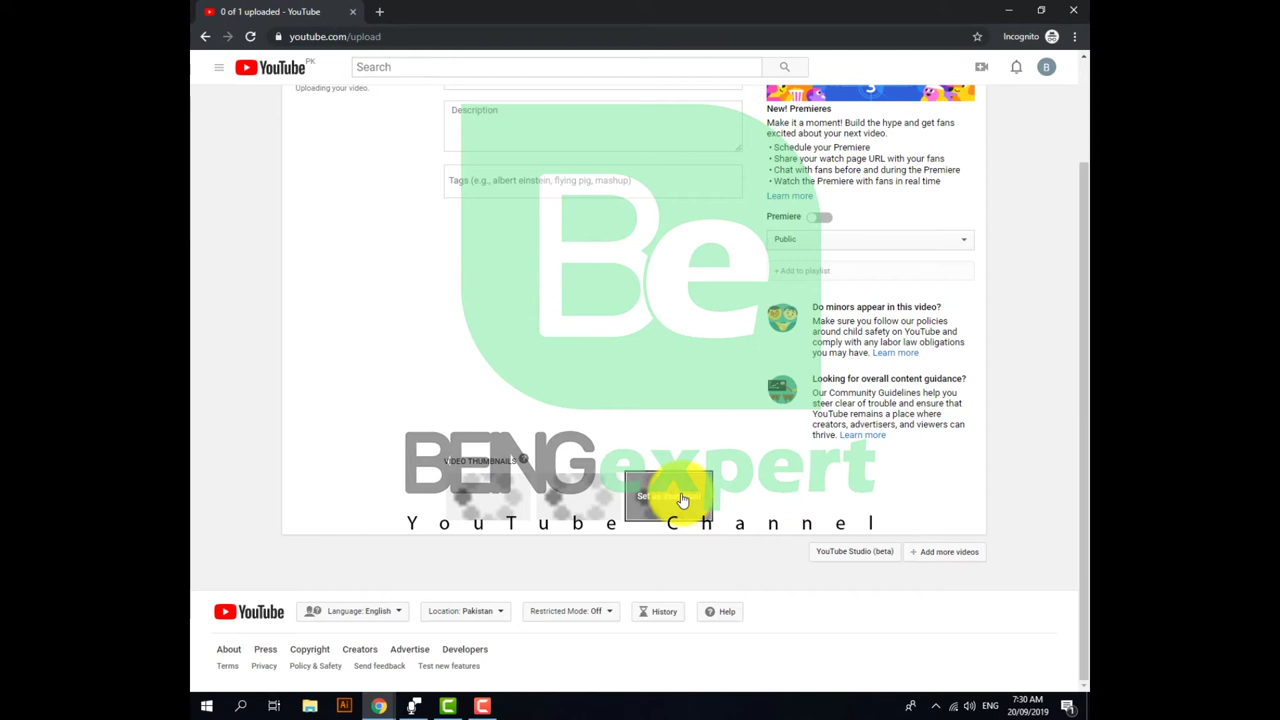 0 of 1 uploaded - YouTube
youtube.com/upload
Incognito
YouTube PK
Search
B
Uploading your video.
Description
Tags (e.g., albert einstein, flying pig, mashup)
3
New! Premieres
Make it a moment! Build the hype and get fans
excited about your next video.
• Schedule your Premiere
• Share your watch page URL with your fans
• Chat with fans before and during the Premiere
• Watch the Premiere with fans in real time
Learn more
Premiere
Public
+ Add to playlist
Do minors appear in this video?
Make sure you follow our policies
around child safety on YouTube and
comply with any labor law obligations
you may have. Learn more
Looking for overall content guidance?
Our Community Guidelines help you
steer clear of trouble and ensure that
YouTube remains a place where
creators, advertisers, and viewers can
thrive. Learn more
Be
BEINGexpert
YouTube Channel
VIDEO THUMBNAILS
Set as thumbnail
YouTube Studio (beta)
+ Add more videos
YouTube
Language: English
Location: Pakistan
Restricted Mode: Off
History
Help
About Press Copyright Creators Advertise Developers
Terms Privacy Policy & Safety Send feedback Test new features
Ai
ENG
7:30 AM
20/09/2019
1